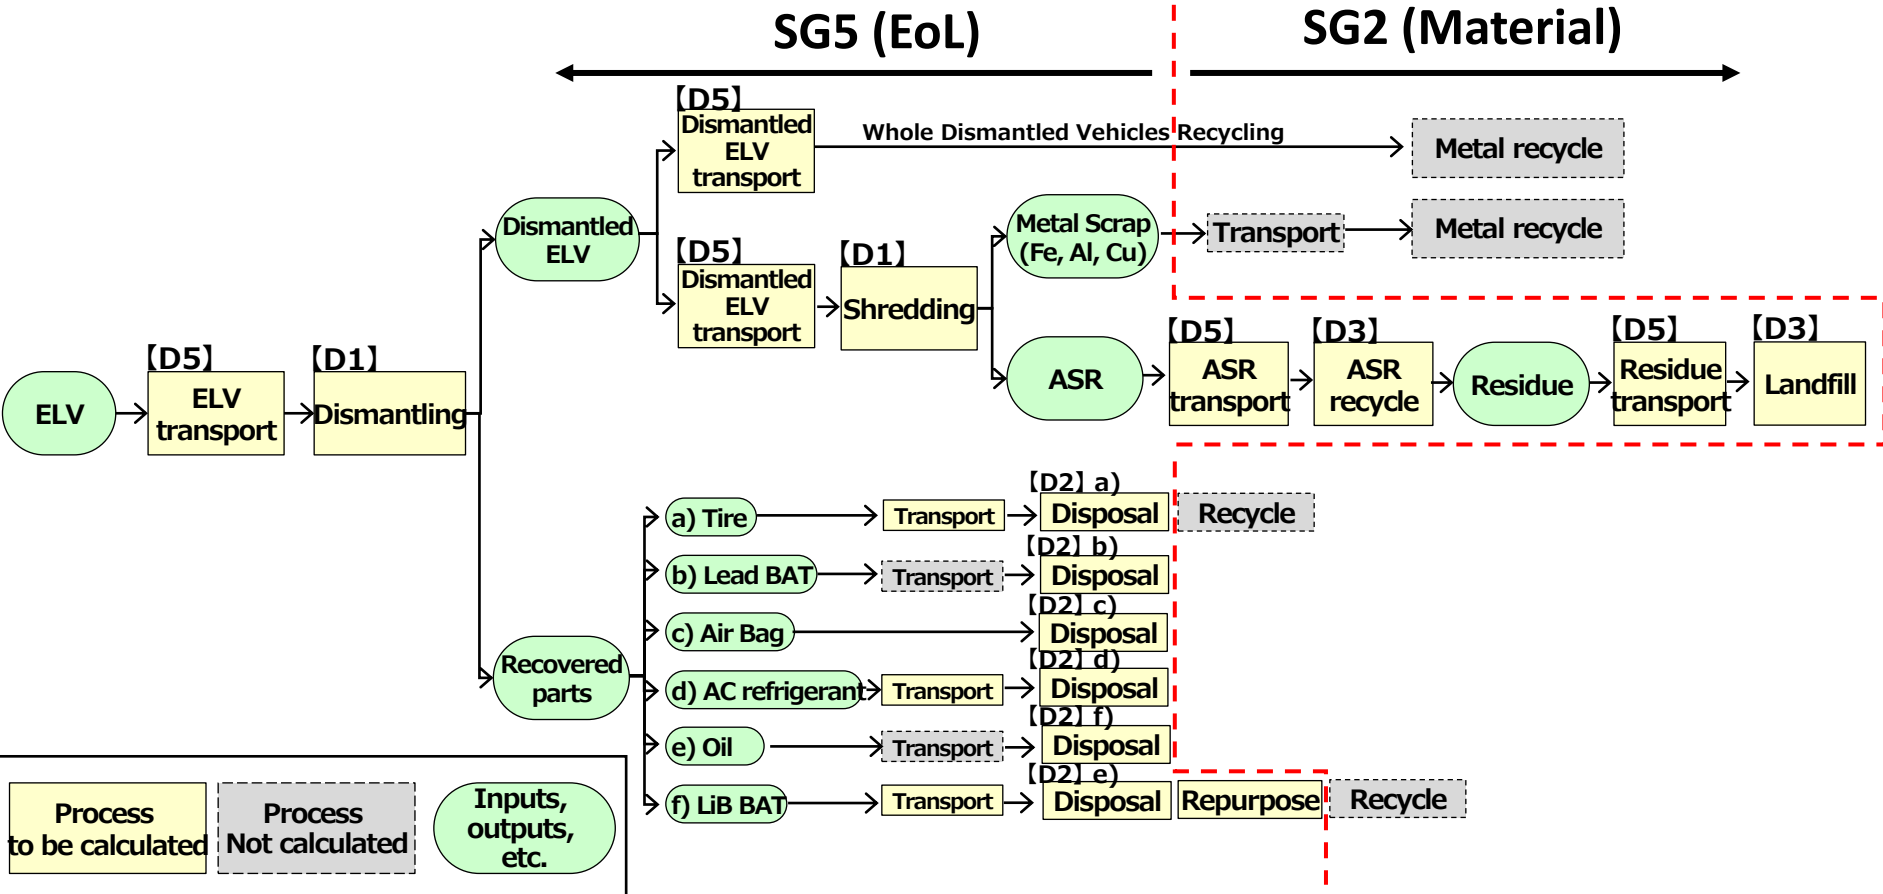 SG5 (EoL)
SG2 (Material)
【D5】
Dismantled
ELV
transport
Whole Dismantled Vehicles Recycling
Metal recycle
Dismantled
ELV
【D5】
Dismantled
ELV
transport
【D1】
Shredding
Metal Scrap
(Fe, Al, Cu)
Transport
Metal recycle
ELV
【D5】
ELV
transport
【D1】
Dismantling
ASR
【D5】
ASR
transport
【D3】
ASR
recycle
Residue
【D5】
Residue
transport
【D3】
Landfill
Recovered
parts
a) Tire
Transport
【D2】 a)
Disposal
Recycle
b) Lead BAT
Transport
【D2】 b)
Disposal
c) Air Bag
【D2】 c)
Disposal
d) AC refrigerant
Transport
【D2】 d)
Disposal
e) Oil
Transport
【D2】 f)
Disposal
f) LiB BAT
Transport
【D2】 e)
Disposal
Repurpose
Recycle
Process
to be calculated
Process
Not calculated
Inputs,
outputs,
etc.